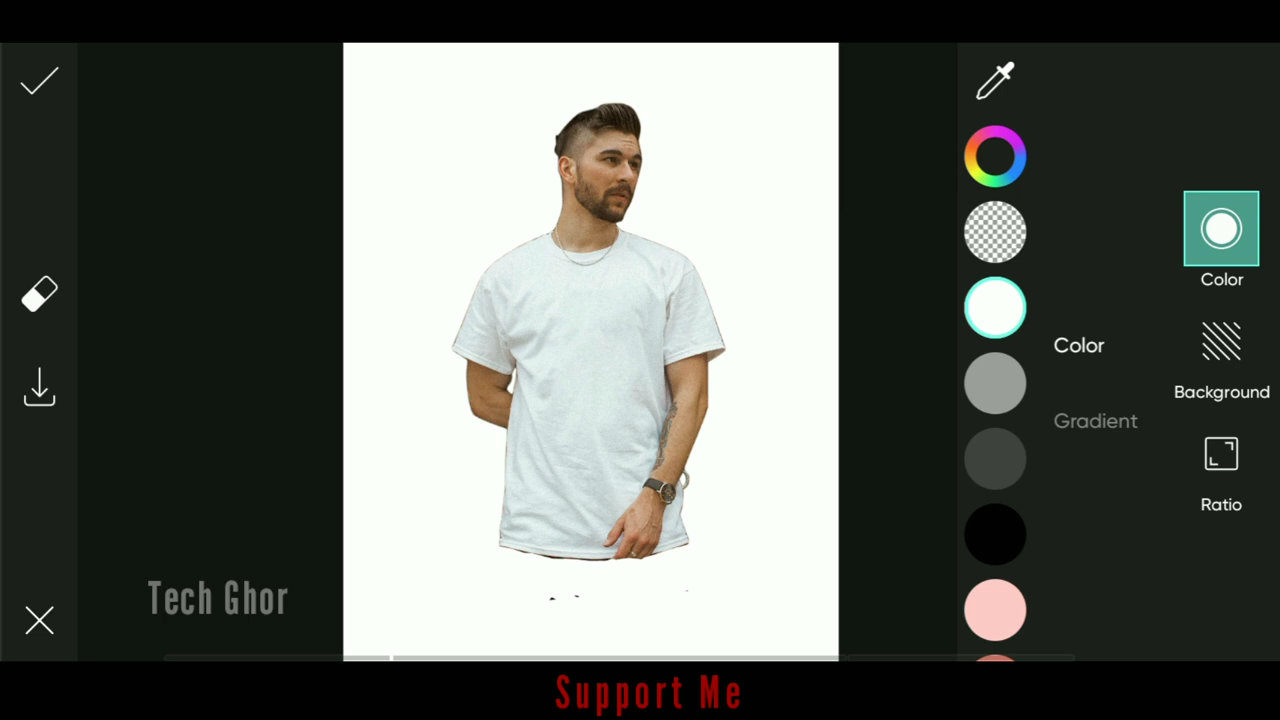 Color
Color
Background
Gradient
Ratio
Tech Ghor
Support Me